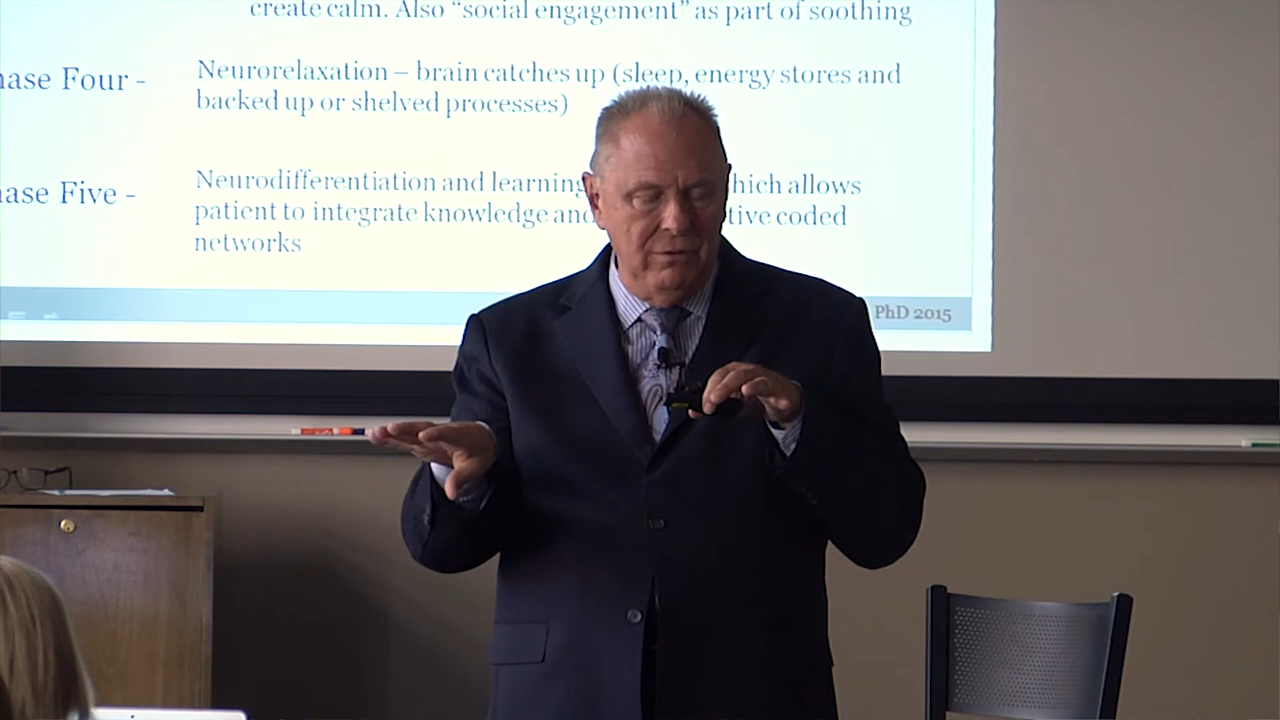 create calm. Also "social engagement" as part of soothing
hase Four - Neurorelaxation – brain catches up (sleep, energy stores and
backed up or shelved processes)
hase Five - Neurodifferentiation and learning hich allows
patient to integrate knowledge and tive coded
networks
PhD 2015